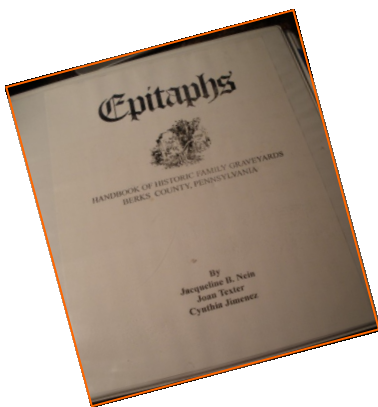 Epitaphs
HANDBOOK OF HISTORIC FAMILY GRAVEYARDS
BERKS COUNTY, PENNSYLVANIA
By
Jacqueline B. Nein
Joan Texter
Cynthia Jimenez